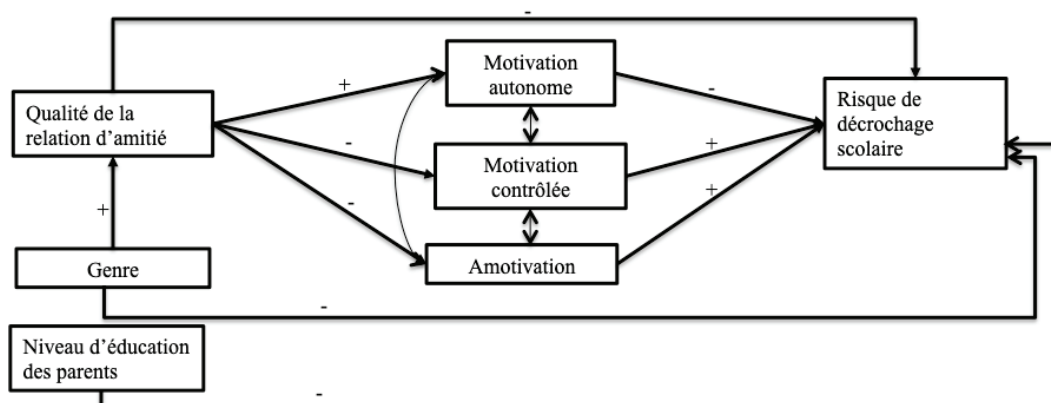 -
Motivation
autonome
+
-
Qualité de la
relation d'amitié
Risque de
décrochage
scolaire
-
+
Motivation
contrôlée
-
+
+
Genre
Amotivation
-
Niveau d'éducation
des parents
-